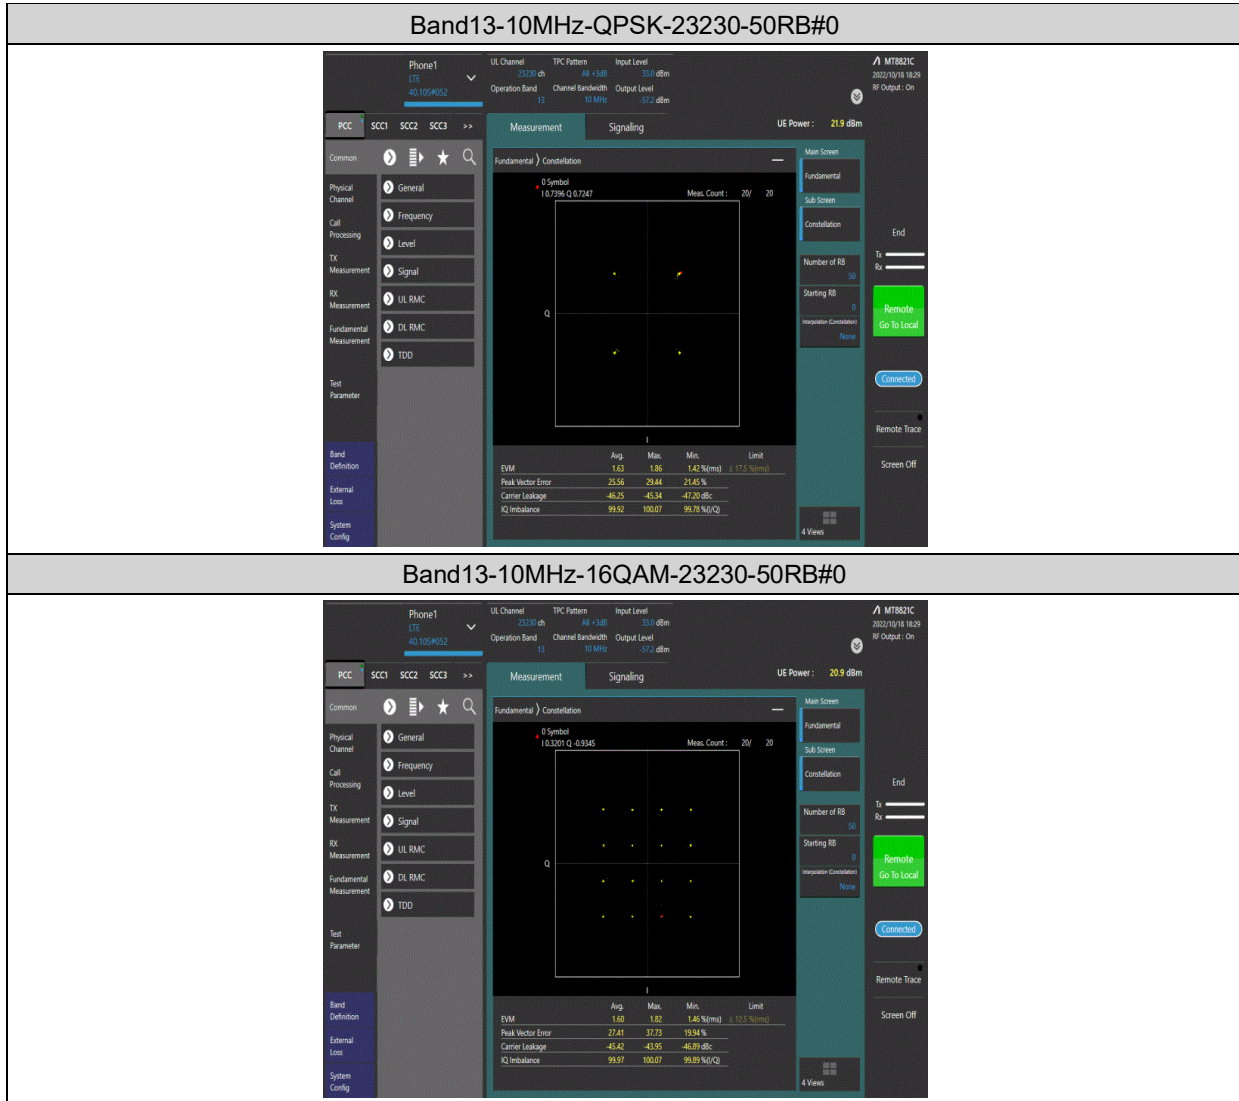 Band13-10MHz-QPSK-23230-50RB#0
Phone1
LTE
40.10S#052
UL Channel TPC Pattern Input Level
23230 ch All +3dB 33.0 dBm
Operation Band Channel Bandwidth Output Level
13 10 MHz -57.2 dBm
MT8821C
2022/10/18 18:29
RF Output : On
PCC SCC1 SCC2 SCC3 >>
Measurement Signaling
UE Power : 21.9 dBm
Common
Physical Channel
Call Processing
TX Measurement
RX Measurement
Fundamental Measurement
Test Parameter
Band Definition
External Loss
System Config
General
Frequency
Level
Signal
UL RMC
DL RMC
TDD
Fundamental Constellation
0 Symbol
I 0.7396 Q 0.7247
Meas. Count : 20/ 20
Q
I
Avg. Max. Min. Limit
EVM 1.63 1.86 1.42 %(rms) ≤ 17.5 %(rms)
Peak Vector Error 25.56 29.44 21.45 %
Carrier Leakage -46.25 -45.34 -47.20 dBc
IQ Imbalance 99.92 100.07 99.78 %(I/Q)
Main Screen
Fundamental
Sub Screen
Constellation
Number of RB
50
Starting RB
0
Interpolation (Constellation)
None
4 Views
End
Tx
Rx
Remote
Go To Local
Connected
Remote Trace
Screen Off
Band13-10MHz-16QAM-23230-50RB#0
Phone1
LTE
40.10S#052
UL Channel TPC Pattern Input Level
23230 ch All +3dB 33.0 dBm
Operation Band Channel Bandwidth Output Level
13 10 MHz -57.2 dBm
MT8821C
2022/10/18 18:29
RF Output : On
PCC SCC1 SCC2 SCC3 >>
Measurement Signaling
UE Power : 20.9 dBm
Common
Physical Channel
Call Processing
TX Measurement
RX Measurement
Fundamental Measurement
Test Parameter
Band Definition
External Loss
System Config
General
Frequency
Level
Signal
UL RMC
DL RMC
TDD
Fundamental Constellation
0 Symbol
I 0.3201 Q -0.9345
Meas. Count : 20/ 20
Q
I
Avg. Max. Min. Limit
EVM 1.60 1.82 1.46 %(rms) ≤ 12.5 %(rms)
Peak Vector Error 27.41 37.73 19.94 %
Carrier Leakage -45.42 -43.95 -46.89 dBc
IQ Imbalance 99.97 100.07 99.89 %(I/Q)
Main Screen
Fundamental
Sub Screen
Constellation
Number of RB
50
Starting RB
0
Interpolation (Constellation)
None
4 Views
End
Tx
Rx
Remote
Go To Local
Connected
Remote Trace
Screen Off